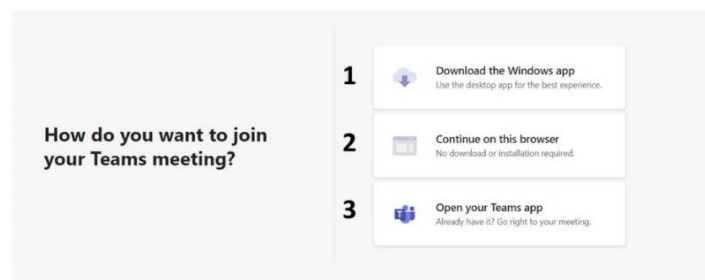 How do you want to join
your Teams meeting?
1
Download the Windows app
Use the desktop app for the best experience.
2
Continue on this browser
No download or installation required.
3
Open your Teams app
Already have it? Go right to your meeting.